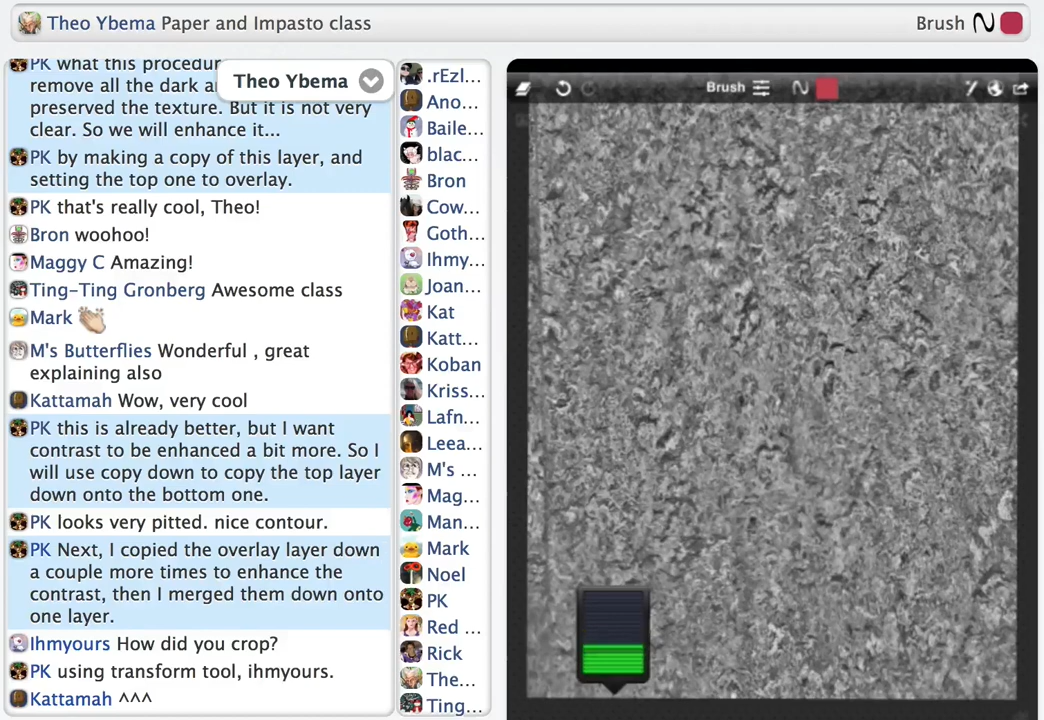 Theo Ybema Paper and Impasto class
Brush
PK what this procedur
remove all the dark a
preserved the texture. But it is not very
clear. So we will enhance it...
Theo Ybema
PK by making a copy of this layer, and
setting the top one to overlay.
PK that's really cool, Theo!
Bron woohoo!
Maggy C Amazing!
Ting-Ting Gronberg Awesome class
Mark
M's Butterflies Wonderful , great
explaining also
Kattamah Wow, very cool
PK this is already better, but I want
contrast to be enhanced a bit more. So I
will use copy down to copy the top layer
down onto the bottom one.
PK looks very pitted. nice contour.
PK Next, I copied the overlay layer down
a couple more times to enhance the
contrast, then I merged them down onto
one layer.
Ihmyours How did you crop?
PK using transform tool, ihmyours.
Kattamah ^^^
.rEzl...
Ano...
Baile...
blac...
Bron
Cow...
Goth...
Ihmy...
Joan...
Kat
Katt...
Koban
Kriss...
Lafn...
Leea...
M's ...
Mag...
Man...
Mark
Noel
PK
Red ...
Rick
The...
Ting...
Brush